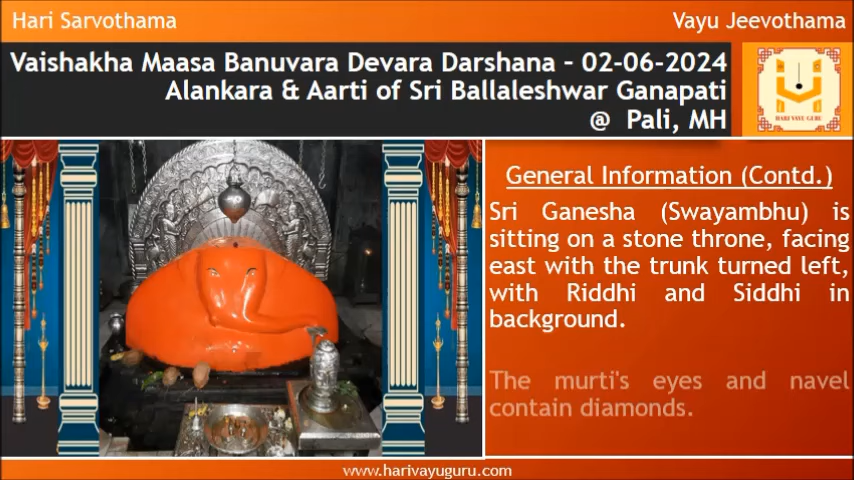 Hari Sarvothama
Vayu Jeevothama
Vaishakha Maasa Banuvara Devara Darshana – 02-06-2024
Alankara & Aarti of Sri Ballaleshwar Ganapati
@ Pali, MH
HARI VAYU GURU
General Information (Contd.)
Sri Ganesha (Swayambhu) is
sitting on a stone throne, facing
east with the trunk turned left,
with Riddhi and Siddhi in
background.
The murti's eyes and navel
contain diamonds.
www.harivayuguru.com